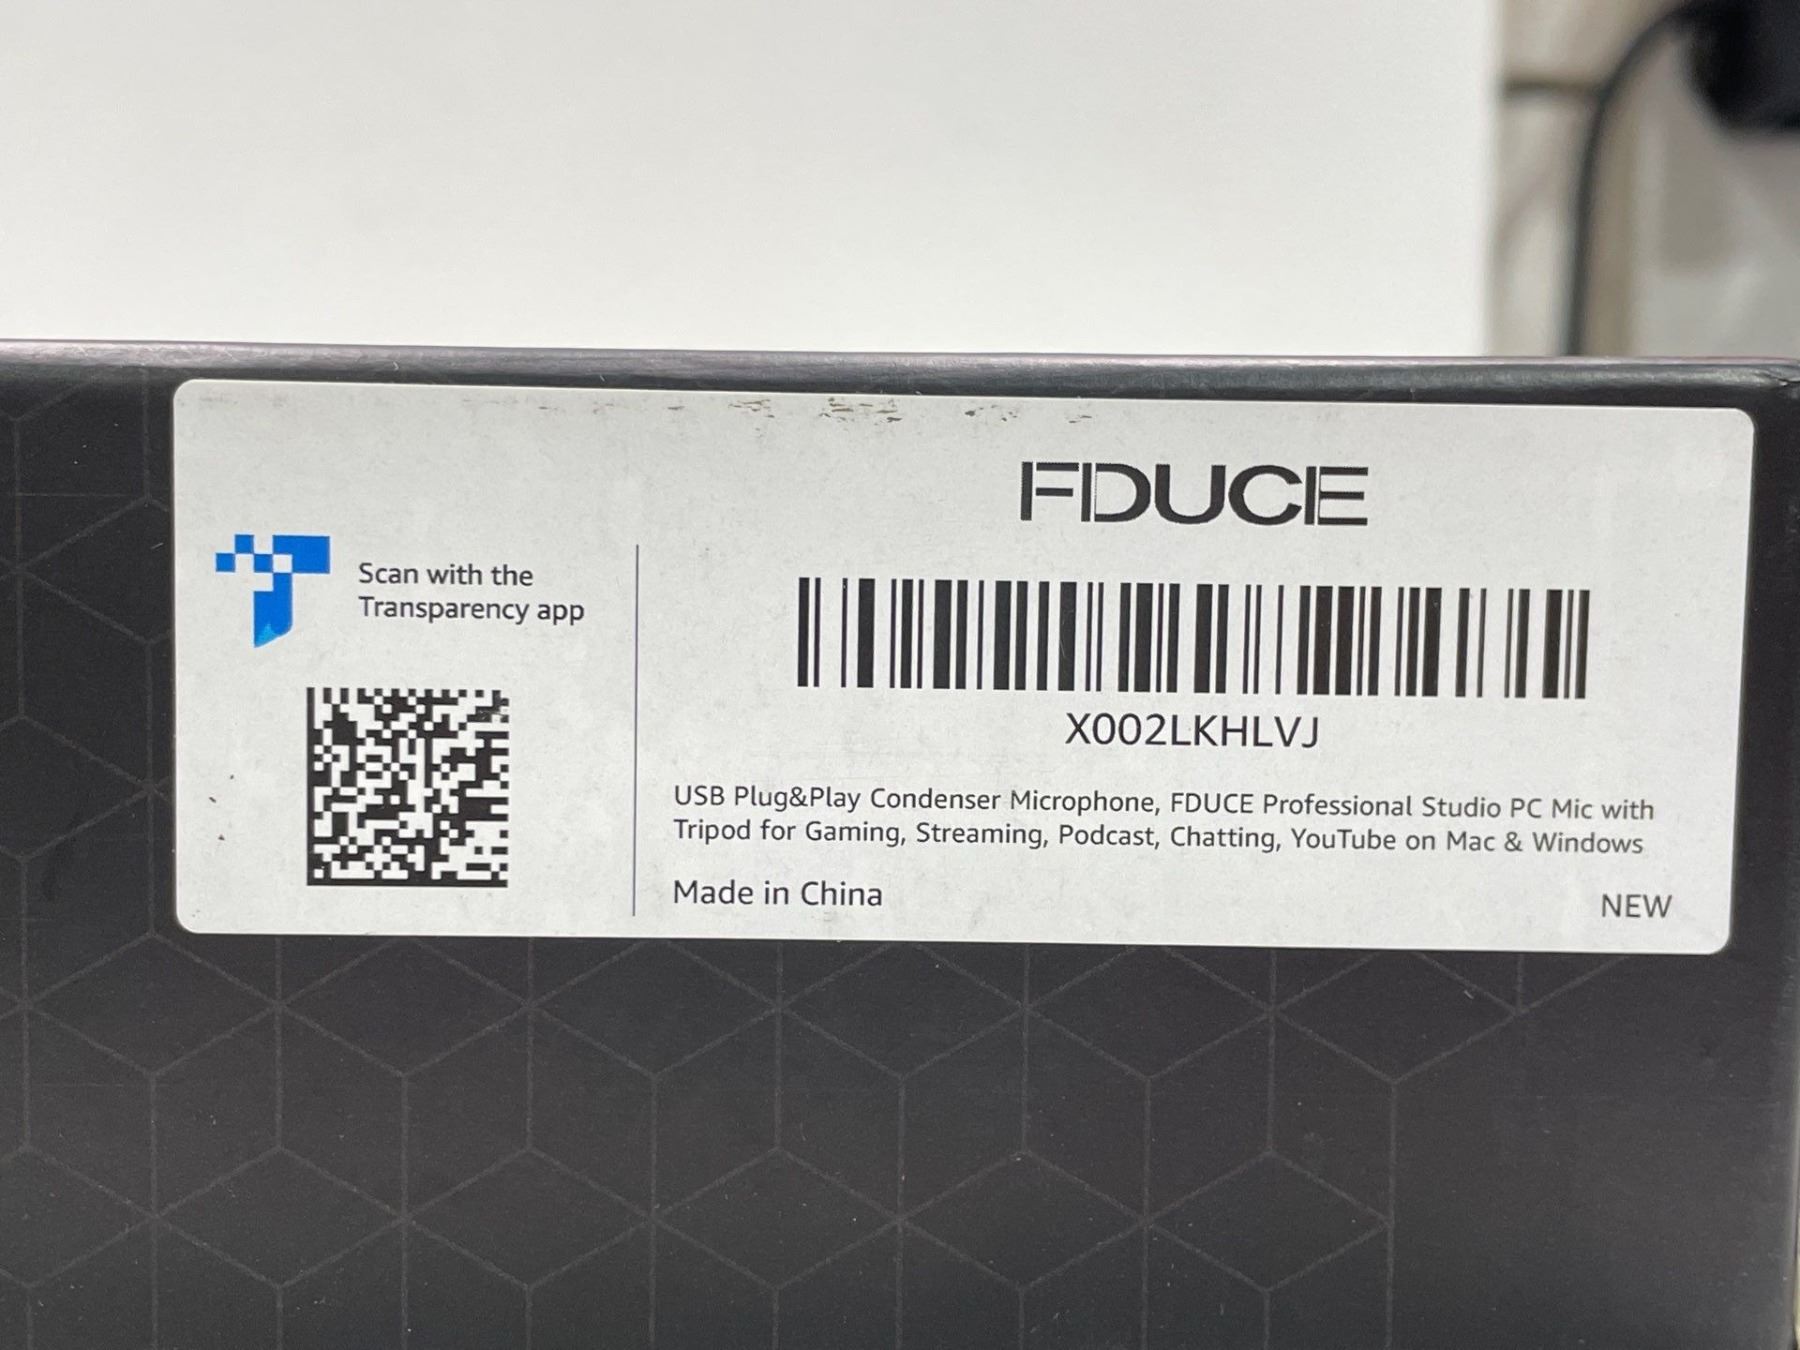 FDUCE
Scan with the
Transparency app
X002LKHLVJ
USB Plug&Play Condenser Microphone, FDUCE Professional Studio PC Mic with
Tripod for Gaming, Streaming, Podcast, Chatting, YouTube on Mac & Windows
Made in China
NEW